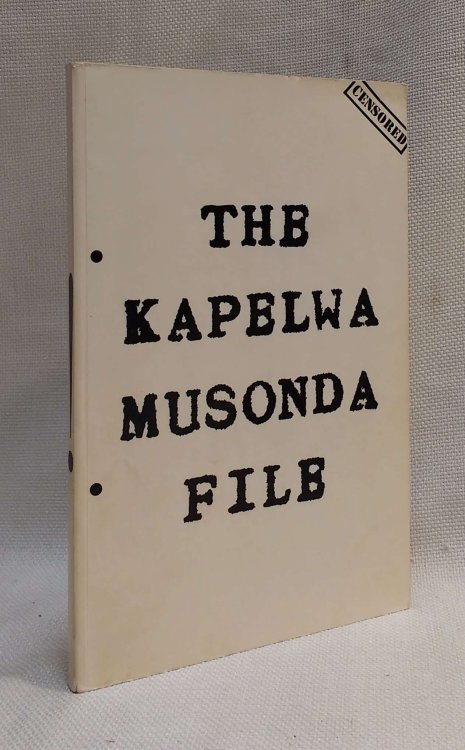 CENSORED
THE
KAPELWA
MUSONDA
FILE